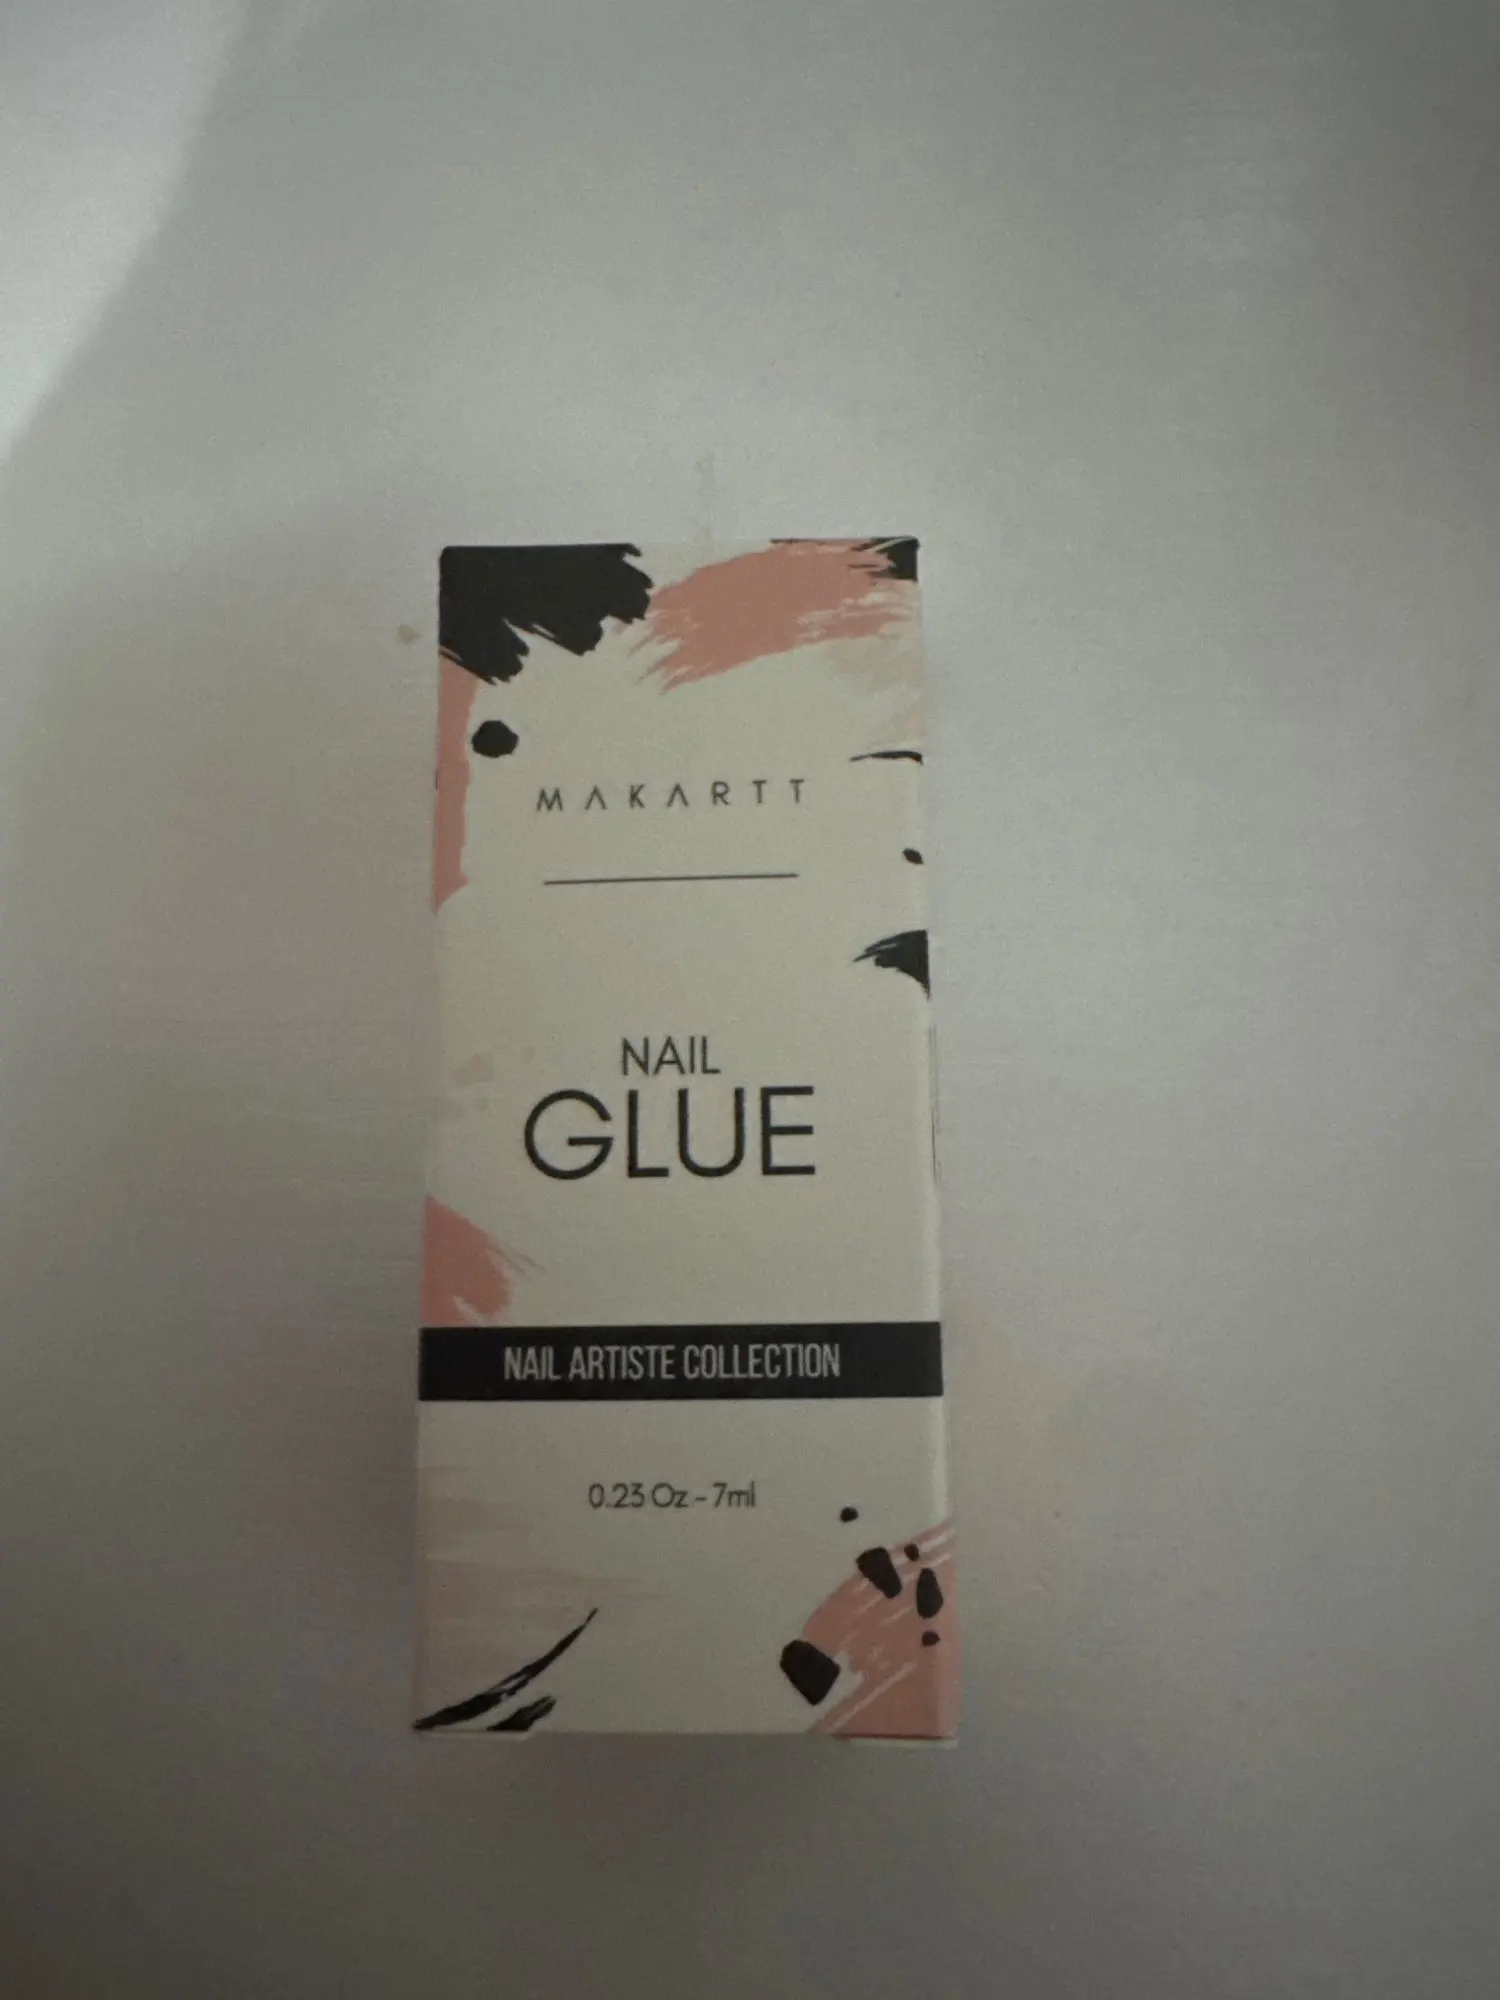 MAKARTT
NAIL
GLUE
NAIL ARTISTE COLLECTION
0.23 Oz - 7ml